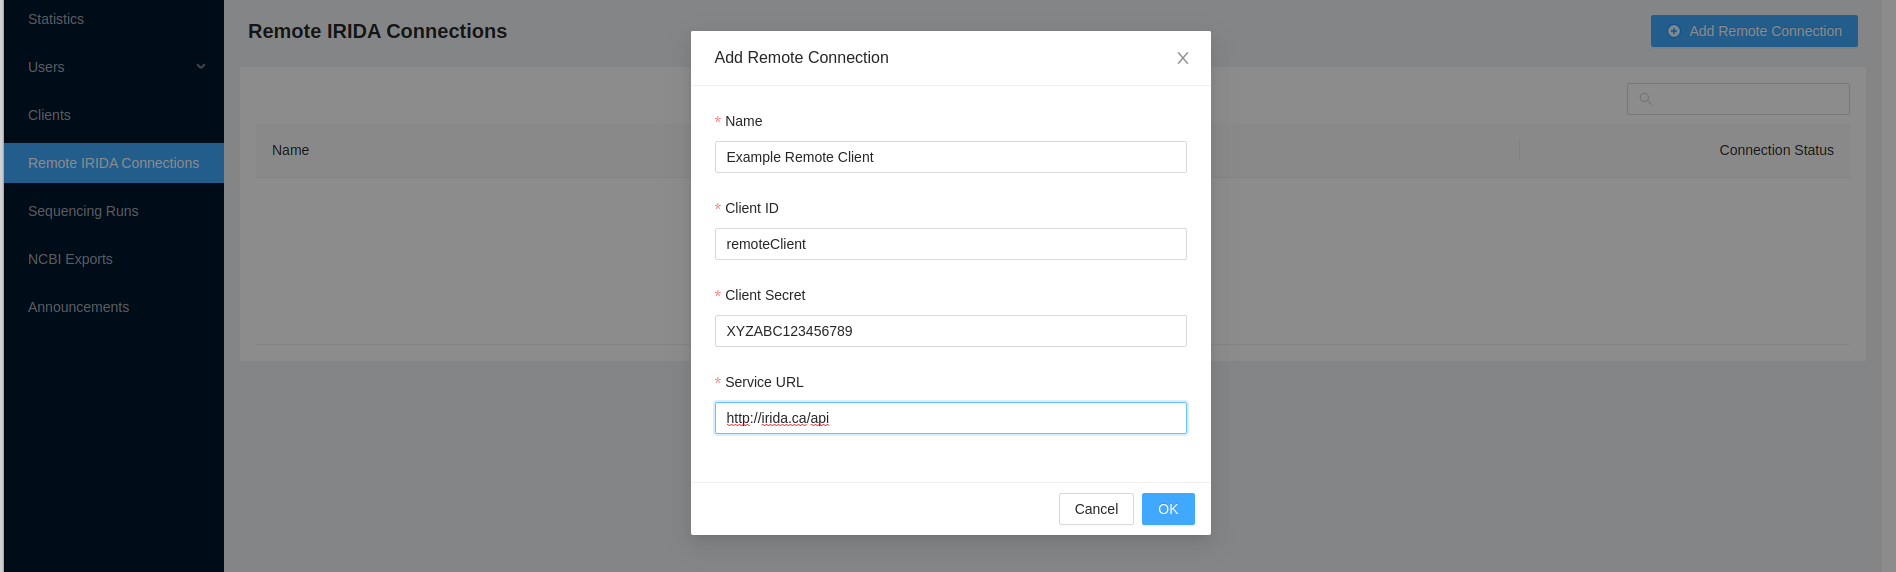 Statistics
Users
Clients
Remote IRIDA Connections
Sequencing Runs
NCBI Exports
Announcements
Remote IRIDA Connections
Add Remote Connection
Name
Connection Status
Add Remote Connection
* Name
Example Remote Client
* Client ID
remoteClient
* Client Secret
XYZABC123456789
* Service URL
http://irida.ca/api
Cancel OK